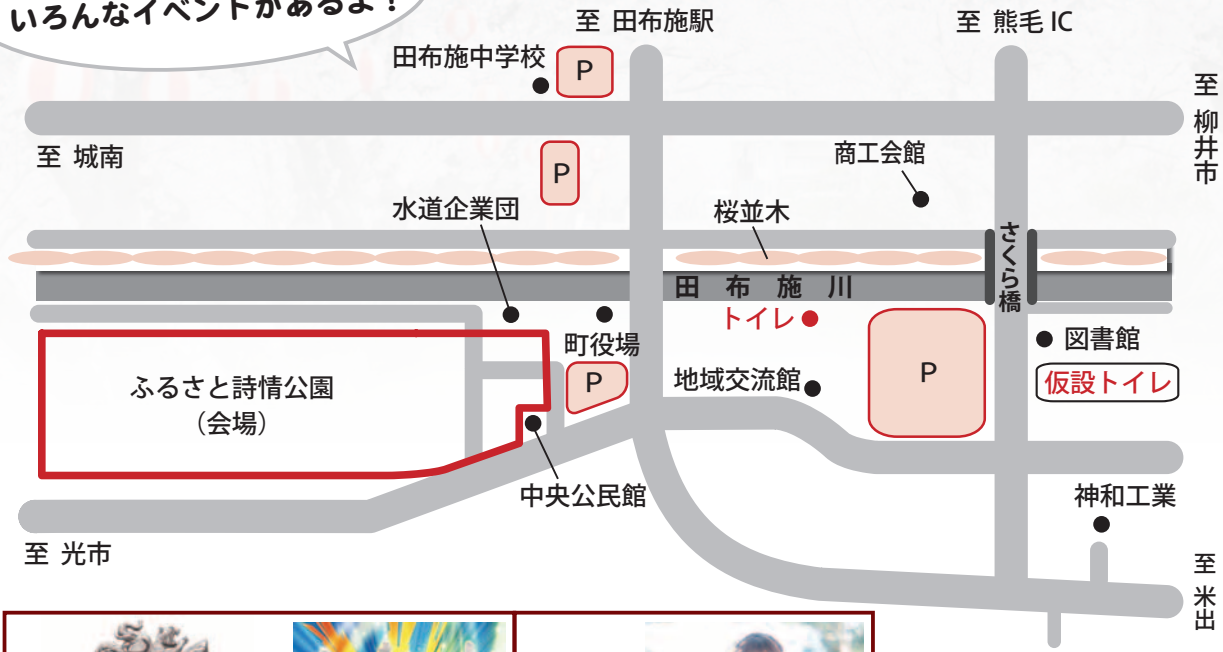 いろんなイベントがあるよ！
至 田布施駅
至 熊毛 IC
田布施中学校
P
至 柳井市
至 城南
P
商工会館
水道企業団
桜並木
さくら橋
田布施川
トイレ
町役場
図書館
P
地域交流館
P
仮設トイレ
ふるさと詩情公園
（会場）
中央公民館
神和工業
至 光市
至 米出